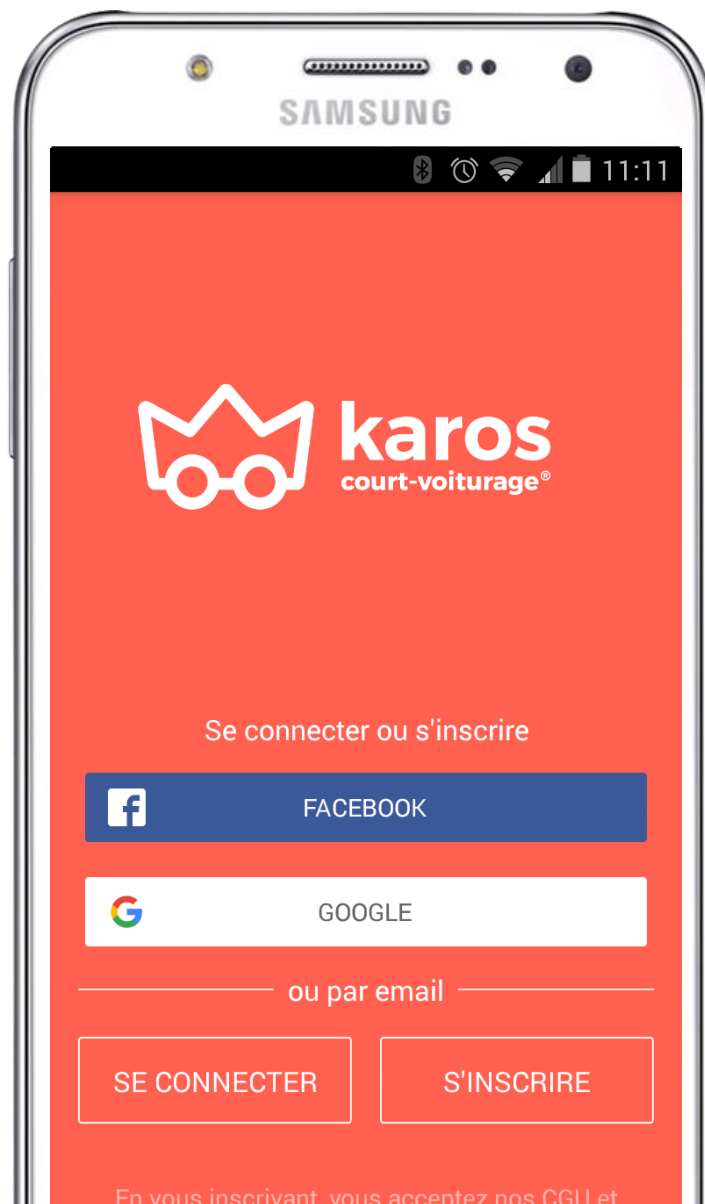 SAMSUNG
11:11
karos
court-voiturage®
Se connecter ou s'inscrire
FACEBOOK
GOOGLE
ou par email
SE CONNECTER
S'INSCRIRE
En vous inscrivant, vous acceptez nos CGU et